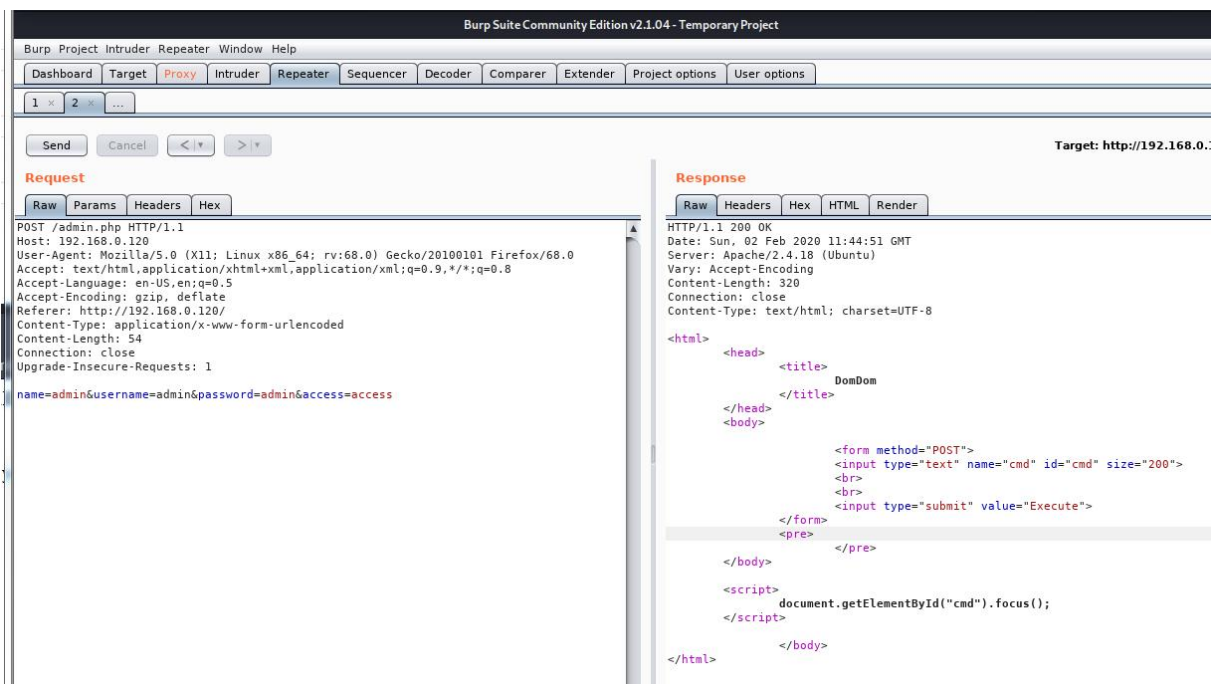 Burp Suite Community Edition v2.1.04 - Temporary Project
Burp Project Intruder Repeater Window Help
Dashboard Target Proxy Intruder Repeater Sequencer Decoder Comparer Extender Project options User options
1 × 2 × ...
Send Cancel < > Target: http://192.168.0.1
Request
Raw Params Headers Hex
POST /admin.php HTTP/1.1
Host: 192.168.0.120
User-Agent: Mozilla/5.0 (X11; Linux x86_64; rv:68.0) Gecko/20100101 Firefox/68.0
Accept: text/html,application/xhtml+xml,application/xml;q=0.9,*/*;q=0.8
Accept-Language: en-US,en;q=0.5
Accept-Encoding: gzip, deflate
Referer: http://192.168.0.120/
Content-Type: application/x-www-form-urlencoded
Content-Length: 54
Connection: close
Upgrade-Insecure-Requests: 1
name=admin&username=admin&password=admin&access=access
Response
Raw Headers Hex HTML Render
HTTP/1.1 200 OK
Date: Sun, 02 Feb 2020 11:44:51 GMT
Server: Apache/2.4.18 (Ubuntu)
Vary: Accept-Encoding
Content-Length: 320
Connection: close
Content-Type: text/html; charset=UTF-8
<html>
<head>
<title>
DomDom
</title>
</head>
<body>
<form method="POST">
<input type="text" name="cmd" id="cmd" size="200">
<br>
<br>
<input type="submit" value="Execute">
</form>
<pre>
</pre>
</body>
<script>
document.getElementById("cmd").focus();
</script>
</body>
</html>